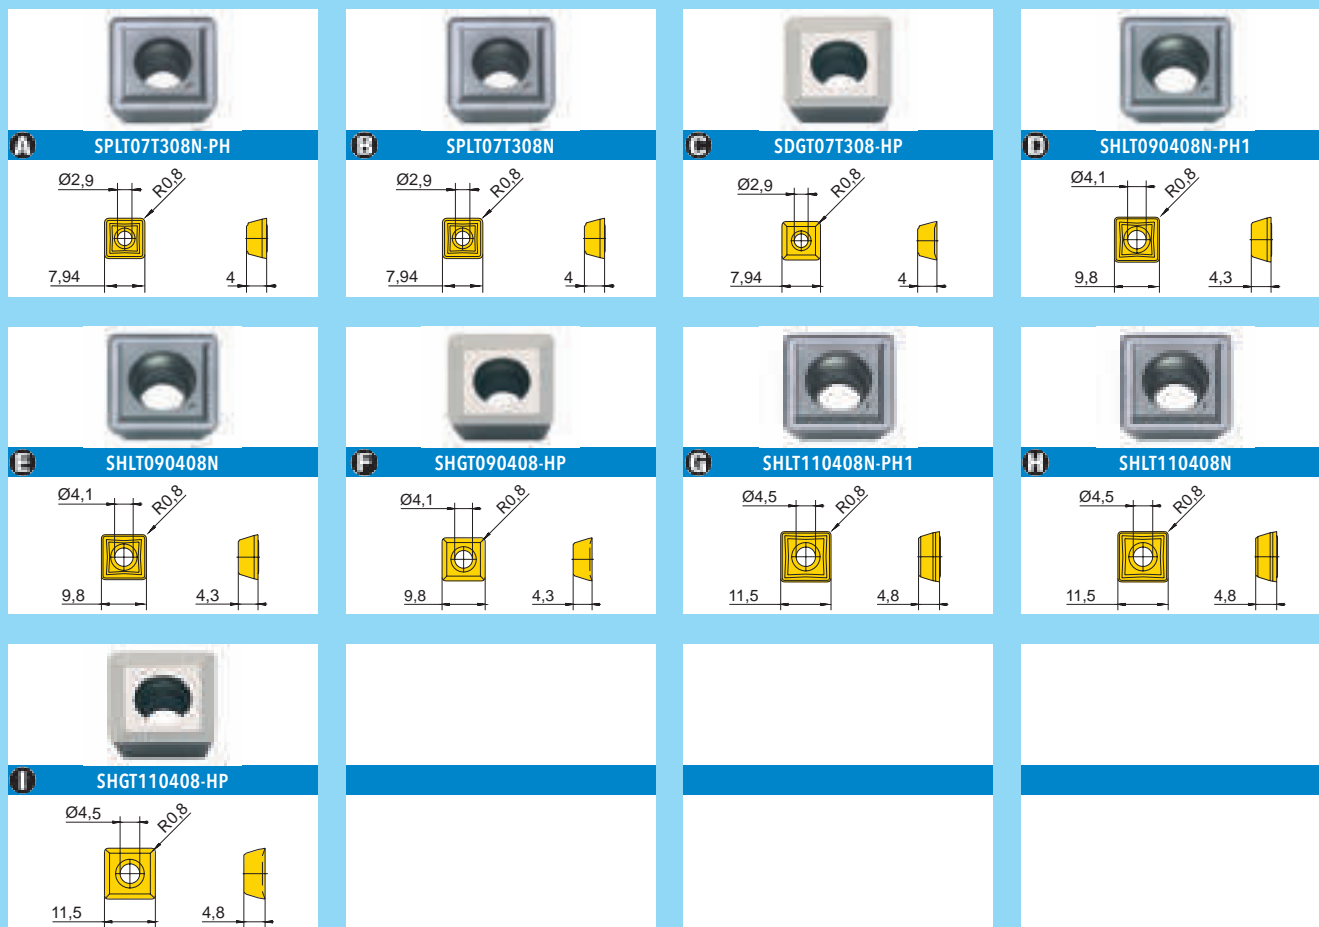 A SPLT07T308N-PH
Ø2,9 R0,8
7,94 4
B SPLT07T308N
Ø2,9 R0,8
7,94 4
C SDGT07T308-HP
Ø2,9 R0,8
7,94 4
D SHLT090408N-PH1
Ø4,1 R0,8
9,8 4,3
E SHLT090408N
Ø4,1 R0,8
9,8 4,3
F SHGT090408-HP
Ø4,1 R0,8
9,8 4,3
G SHLT110408N-PH1
Ø4,5 R0,8
11,5 4,8
H SHLT110408N
Ø4,5 R0,8
11,5 4,8
I SHGT110408-HP
Ø4,5 R0,8
11,5 4,8